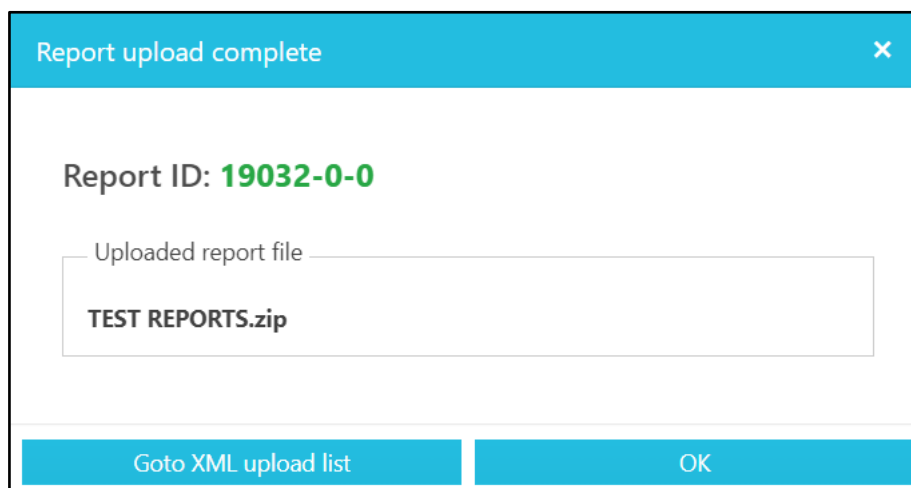 Report upload complete ×
Report ID: 19032-0-0
Uploaded report file
TEST REPORTS.zip
Goto XML upload list
OK